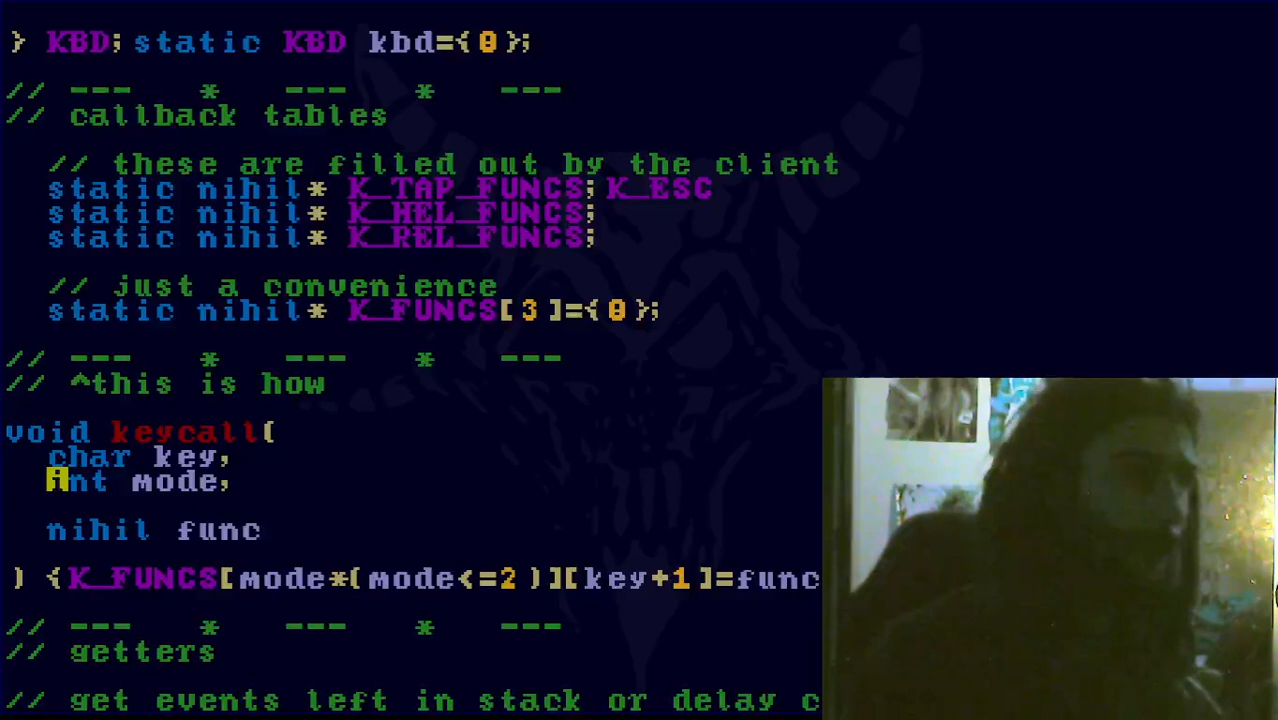 } KBD; static KBD kbd={0};
// ---   *   ---   *   ---
// callback tables
// these are filled out by the client
static nihil* K_TAP_FUNCS; K_ESC
static nihil* K_HEL_FUNCS;
static nihil* K_REL_FUNCS;
// just a convenience
static nihil* K_FUNCS[3]={0};
// ---   *   ---   *   ---
// ^this is how
void keycall(
char key,
int mode,
nihil func
) {K_FUNCS[mode*(mode<=2)][key+1]=func
// ---   *   ---   *   ---
// getters
// get events left in stack or delay c